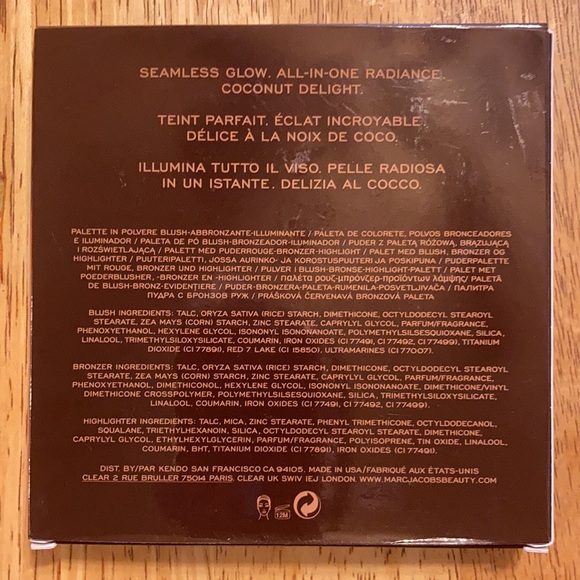 SEAMLESS GLOW. ALL-IN-ONE RADIANCE.
COCONUT DELIGHT.
TEINT PARFAIT. ÉCLAT INCROYABLE.
DÉLICE À LA NOIX DE COCO.
ILLUMINA TUTTO IL VISO. PELLE RADIOSA
IN UN ISTANTE. DELIZIA AL COCCO.
PALETTE IN POLVERE BLUSH-ABBRONZANTE-ILLUMINANTE / PALETA DE COLORETE, POLVOS BRONCEADORES
E ILUMINADOR / PALETA DE PÓ BLUSH-BRONZEADOR-ILUMINADOR / PUDER Z PALETĄ RÓŻOWĄ, BRĄZUJĄCĄ
I ROZŚWIETLAJĄCĄ / PALETT MED PUDERROUGE-BRONZER-HIGHLIGHT / PALET MED BLUSH, BRONZER OG
HIGHLIGHTER / PUUTERIPALETTI, JOSSA AURINKO- JA KOROSTUSPUUTERI JA POSKIPUNA / PUDERPALETTE
MIT ROUGE, BRONZER UND HIGHLIGHTER / PULVER I BLUSH-BRONSE-HIGHLIGHT-PALETT / PALET MET
POEDERBLUSHER, -BRONZER EN -HIGHLIGHTER / παλέτα ρουζ-μπρόνζερ-προϊόντων λάμψης/ PALETĂ
DE BLUSH-BRONZ-EVIDENȚIERE / PUDER-BRONZERA-PALETA-RUMENILA-POSVETLJIVAČA / ПАЛИТРА
ПУДРА С БРОНЗОВ РУЖ / PRÁŠKOVÁ ČERVENAVÁ BRONZOVÁ PALETA
BLUSH INGREDIENTS: TALC, ORYZA SATIVA (RICE) STARCH, DIMETHICONE, OCTYLDODECYL STEAROYL
STEARATE, ZEA MAYS (CORN) STARCH, ZINC STEARATE, CAPRYLYL GLYCOL, PARFUM/FRAGRANCE,
PHENOXYETHANOL, HEXYLENE GLYCOL, ISONONYL ISONONANOATE, POLYMETHYLSILSESQUIOXANE, SILICA,
LINALOOL, TRIMETHYLSILOXYSILICATE, COUMARIN, IRON OXIDES (CI 77491, CI 77492, CI 77499), TITANIUM
DIOXIDE (CI 77891), RED 7 LAKE (CI 15850), ULTRAMARINES (CI 77007).
BRONZER INGREDIENTS: TALC, ORYZA SATIVA (RICE) STARCH, DIMETHICONE, OCTYLDODECYL STEAROYL
STEARATE, ZEA MAYS (CORN) STARCH, ZINC STEARATE, CAPRYLYL GLYCOL, PARFUM/FRAGRANCE,
PHENOXYETHANOL, DIMETHICONOL, HEXYLENE GLYCOL, ISONONYL ISONONANOATE, DIMETHICONE/VINYL
DIMETHICONE CROSSPOLYMER, POLYMETHYLSILSESQUIOXANE, SILICA, TRIMETHYLSILOXYSILICATE,
LINALOOL, COUMARIN, IRON OXIDES (CI 77491, CI 77492, CI 77499).
HIGHLIGHTER INGREDIENTS: TALC, MICA, ZINC STEARATE, PHENYL TRIMETHICONE, OCTYLDODECANOL,
SQUALANE, TRIETHYLHEXANOIN, SILICA, OCTYLDODECYL STEAROYL STEARATE, DIMETHICONE,
CAPRYLYL GLYCOL, ETHYLHEXYLGLYCERIN, PARFUM/FRAGRANCE, POLYISOPRENE, TIN OXIDE, LINALOOL,
COUMARIN, BHT, TITANIUM DIOXIDE (CI 77891), IRON OXIDES (CI 77491).
DIST. BY/PAR KENDO SAN FRANCISCO CA 94105. MADE IN USA/FABRIQUÉ AUX ÉTATS-UNIS
CLEAR 2 RUE BRULLER 75014 PARIS. CLEAR UK SW1V 1EJ LONDON WWW.MARCJACOBSBEAUTY.COM
12M